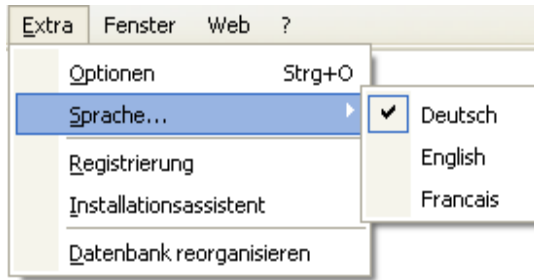 Extra Fenster Web ?
Optionen Strg+O
Sprache...
Registrierung
Installationsassistent
Datenbank reorganisieren
Deutsch
English
Francais